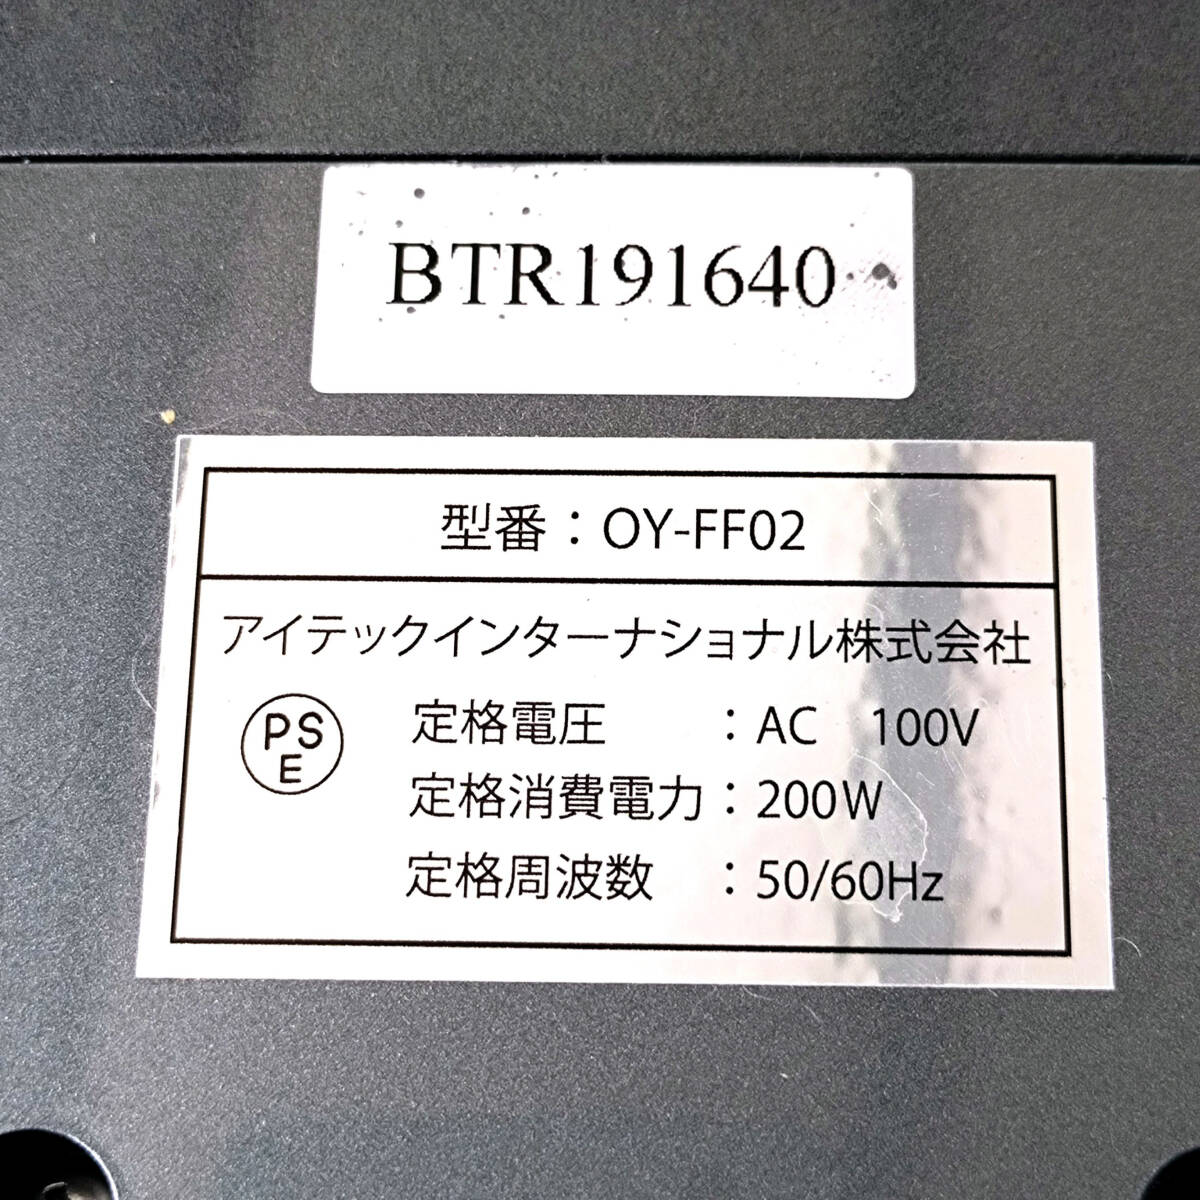 BTR191640
型番：OY-FF02
アイテックインターナショナル株式会社
PS
E
定格電圧 ：AC 100V
定格消費電力：200W
定格周波数 ：50/60Hz